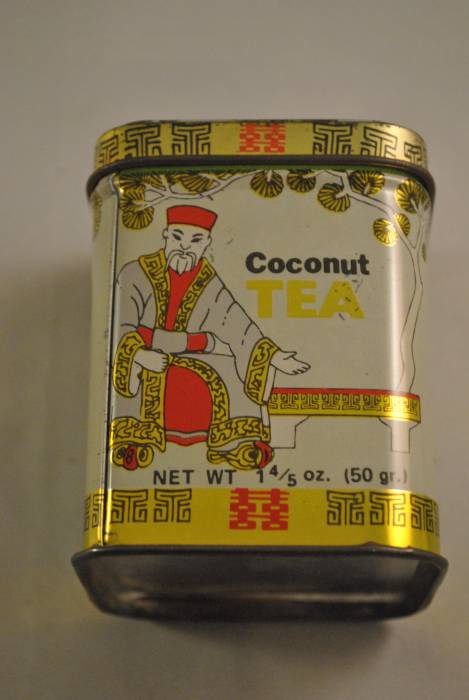 囍
Coconut
TEA
NET WT 1 4/5 oz. (50 gr.)
囍